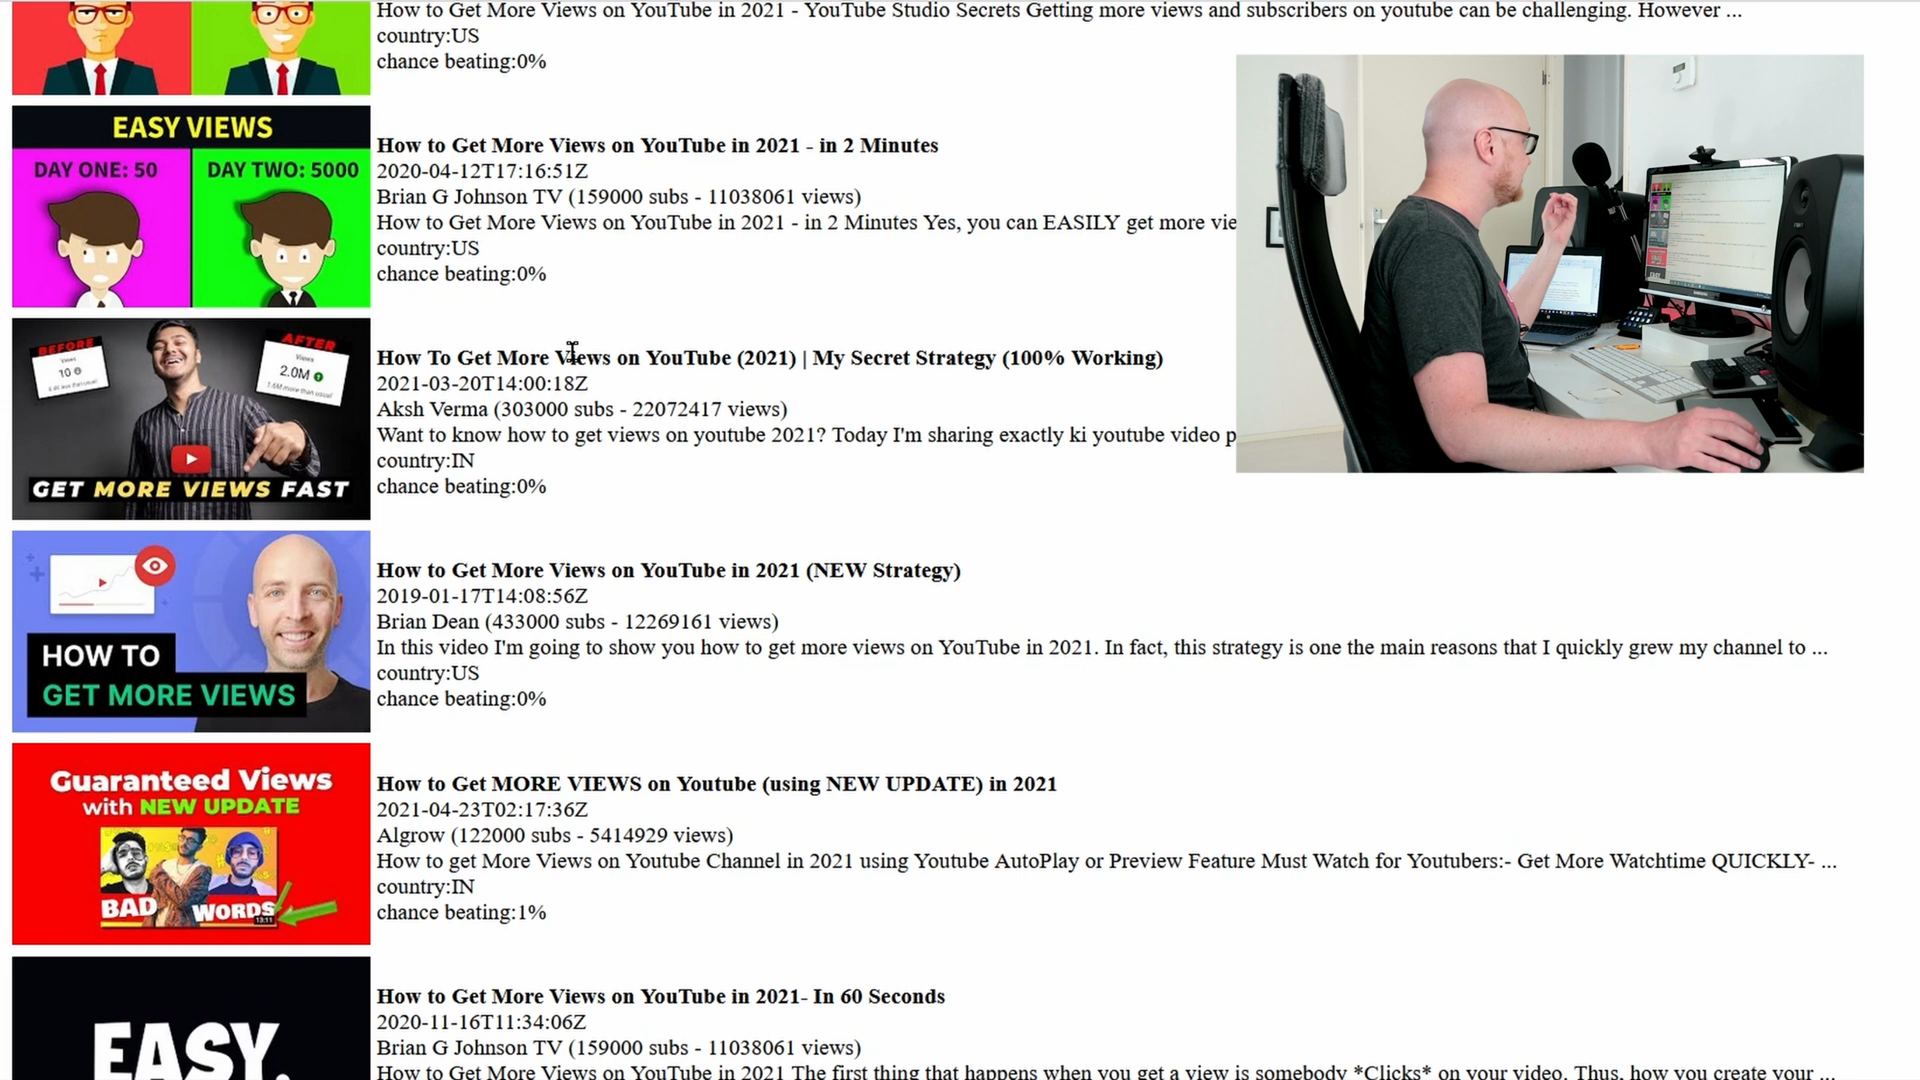 How to Get More Views on YouTube in 2021 - YouTube Studio Secrets Getting more views and subscribers on youtube can be challenging. However ...
country:US
chance beating:0%
EASY VIEWS
DAY ONE: 50
DAY TWO: 5000
How to Get More Views on YouTube in 2021 - in 2 Minutes
2020-04-12T17:16:51Z
Brian G Johnson TV (159000 subs - 11038061 views)
How to Get More Views on YouTube in 2021 - in 2 Minutes Yes, you can EASILY get more vie
country:US
chance beating:0%
BEFORE
Views
10
AFTER
Views
2.0M
GET MORE VIEWS FAST
How To Get More Views on YouTube (2021) | My Secret Strategy (100% Working)
2021-03-20T14:00:18Z
Aksh Verma (303000 subs - 22072417 views)
Want to know how to get views on youtube 2021? Today I'm sharing exactly ki youtube video p
country:IN
chance beating:0%
HOW TO
GET MORE VIEWS
How to Get More Views on YouTube in 2021 (NEW Strategy)
2019-01-17T14:08:56Z
Brian Dean (433000 subs - 12269161 views)
In this video I'm going to show you how to get more views on YouTube in 2021. In fact, this strategy is one the main reasons that I quickly grew my channel to ...
country:US
chance beating:0%
Guaranteed Views
with NEW UPDATE
BAD WORDS
13:11
How to Get MORE VIEWS on Youtube (using NEW UPDATE) in 2021
2021-04-23T02:17:36Z
Algrow (122000 subs - 5414929 views)
How to get More Views on Youtube Channel in 2021 using Youtube AutoPlay or Preview Feature Must Watch for Youtubers:- Get More Watchtime QUICKLY- ...
country:IN
chance beating:1%
EASY.
How to Get More Views on YouTube in 2021- In 60 Seconds
2020-11-16T11:34:06Z
Brian G Johnson TV (159000 subs - 11038061 views)
How to Get More Views on YouTube in 2021 The first thing that happens when you get a view is somebody *Clicks* on your video. Thus, how you create your ...